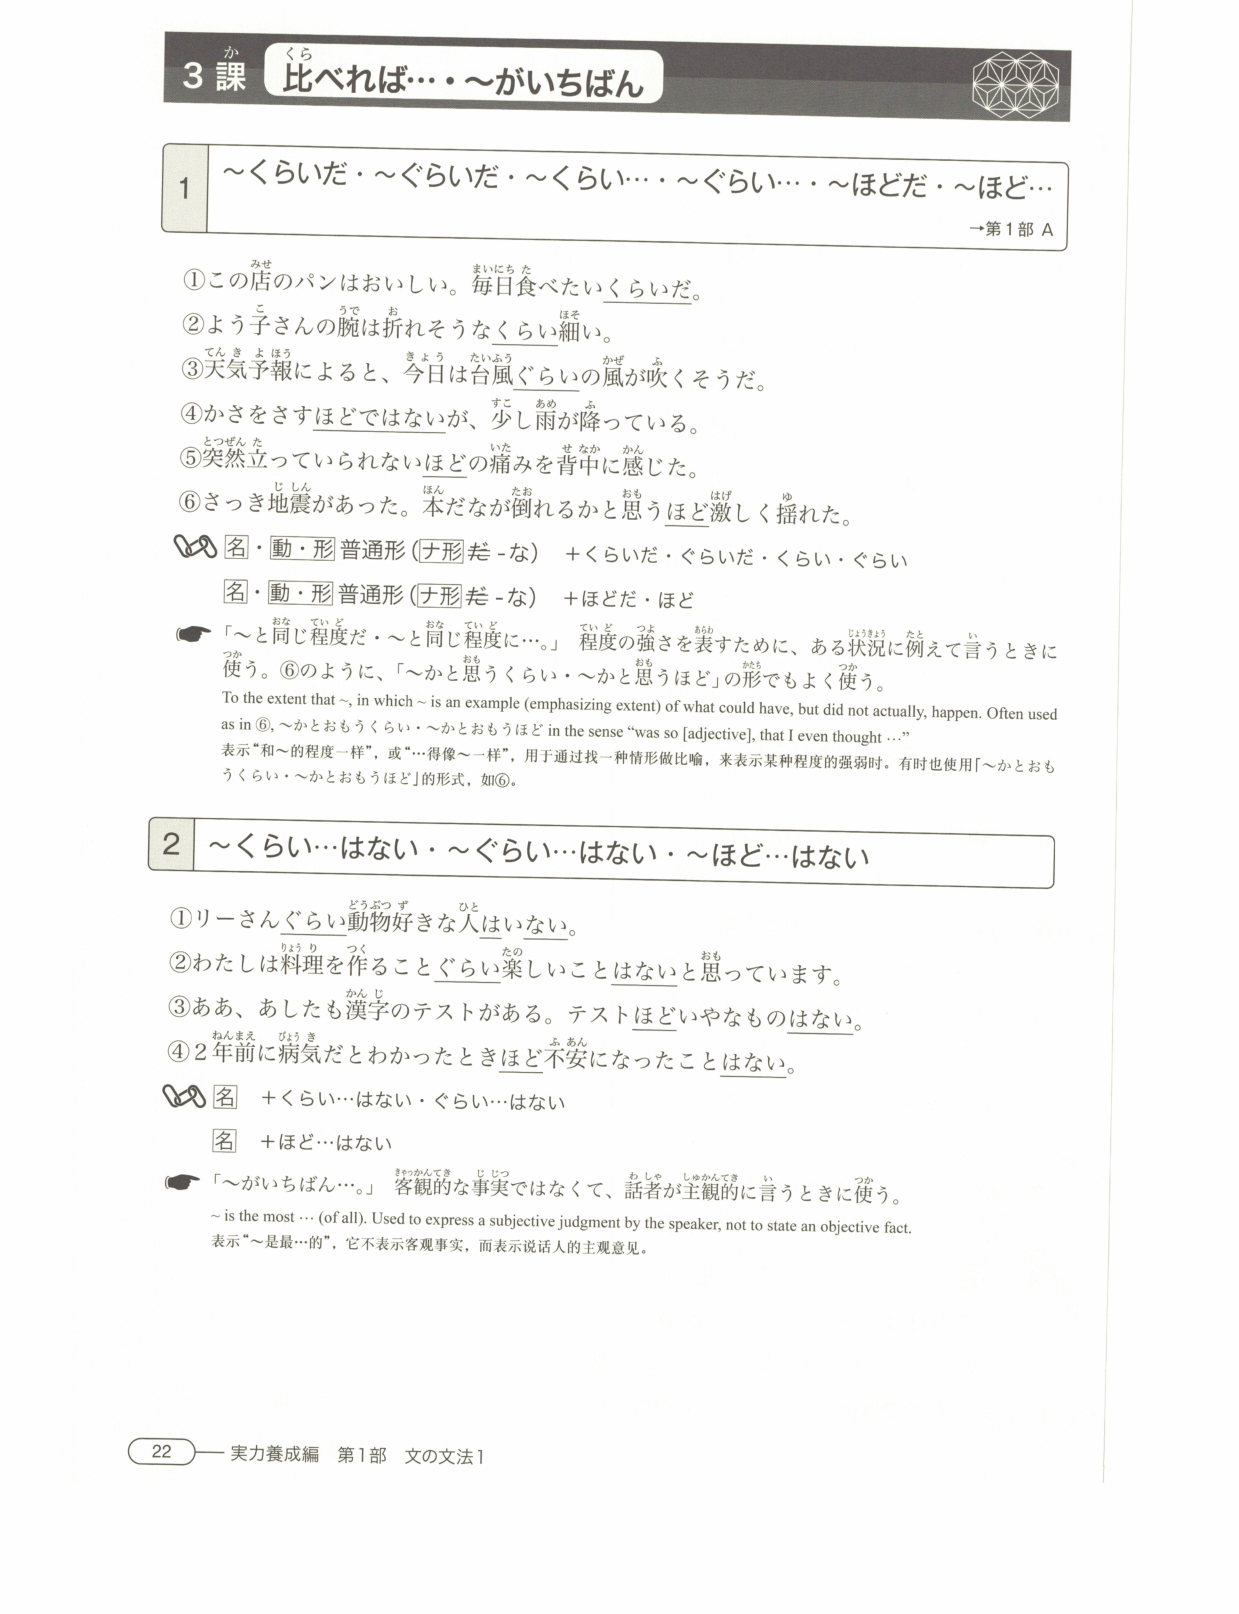 3課 比べれば…・～がいちばん
1 ～くらいだ・～ぐらいだ・～くらい…・～ぐらい…・～ほどだ・～ほど…
→第1部 A
①この店のパンはおいしい。毎日食べたいくらいだ。
②よう子さんの腕は折れそうなくらい細い。
③天気予報によると、今日は台風ぐらいの風が吹くそうだ。
④かさをさすほどではないが、少し雨が降っている。
⑤突然立っていられないほどの痛みを背中に感じた。
⑥さっき地震があった。本だなが倒れるかと思うほど激しく揺れた。
名・動・形 普通形(ナ形 だ -な) ＋くらいだ・ぐらいだ・くらい・ぐらい
名・動・形 普通形(ナ形 だ -な) ＋ほどだ・ほど
「～と同じ程度だ・～と同じ程度に…。」 程度の強さを表すために、ある状況に例えて言うときに
使う。⑥のように、「～かと思うくらい・～かと思うほど」の形でもよく使う。
To the extent that ~, in which ~ is an example (emphasizing extent) of what could have, but did not actually, happen. Often used
as in ⑥, ～かとおもうくらい・～かとおもうほど in the sense “was so [adjective], that I even thought …”
表示“和～的程度一样”，或“…得像～一样”，用于通过找一种情形做比喻，来表示某种程度的强弱时。有时也使用「～かとおも
うくらい・～かとおもうほど」的形式，如⑥。
2 ～くらい…はない・～ぐらい…はない・～ほど…はない
①リーさんぐらい動物好きな人はいない。
②わたしは料理を作ることぐらい楽しいことはないと思っています。
③ああ、あしたも漢字のテストがある。テストほどいやなものはない。
④2年前に病気だとわかったときほど不安になったことはない。
名 ＋くらい…はない・ぐらい…はない
名 ＋ほど…はない
「～がいちばん…。」 客観的な事実ではなくて、話者が主観的に言うときに使う。
~ is the most … (of all). Used to express a subjective judgment by the speaker, not to state an objective fact.
表示“～是最…的”，它不表示客观事实，而表示说话人的主观意见。
22 実力養成編 第1部 文の文法1